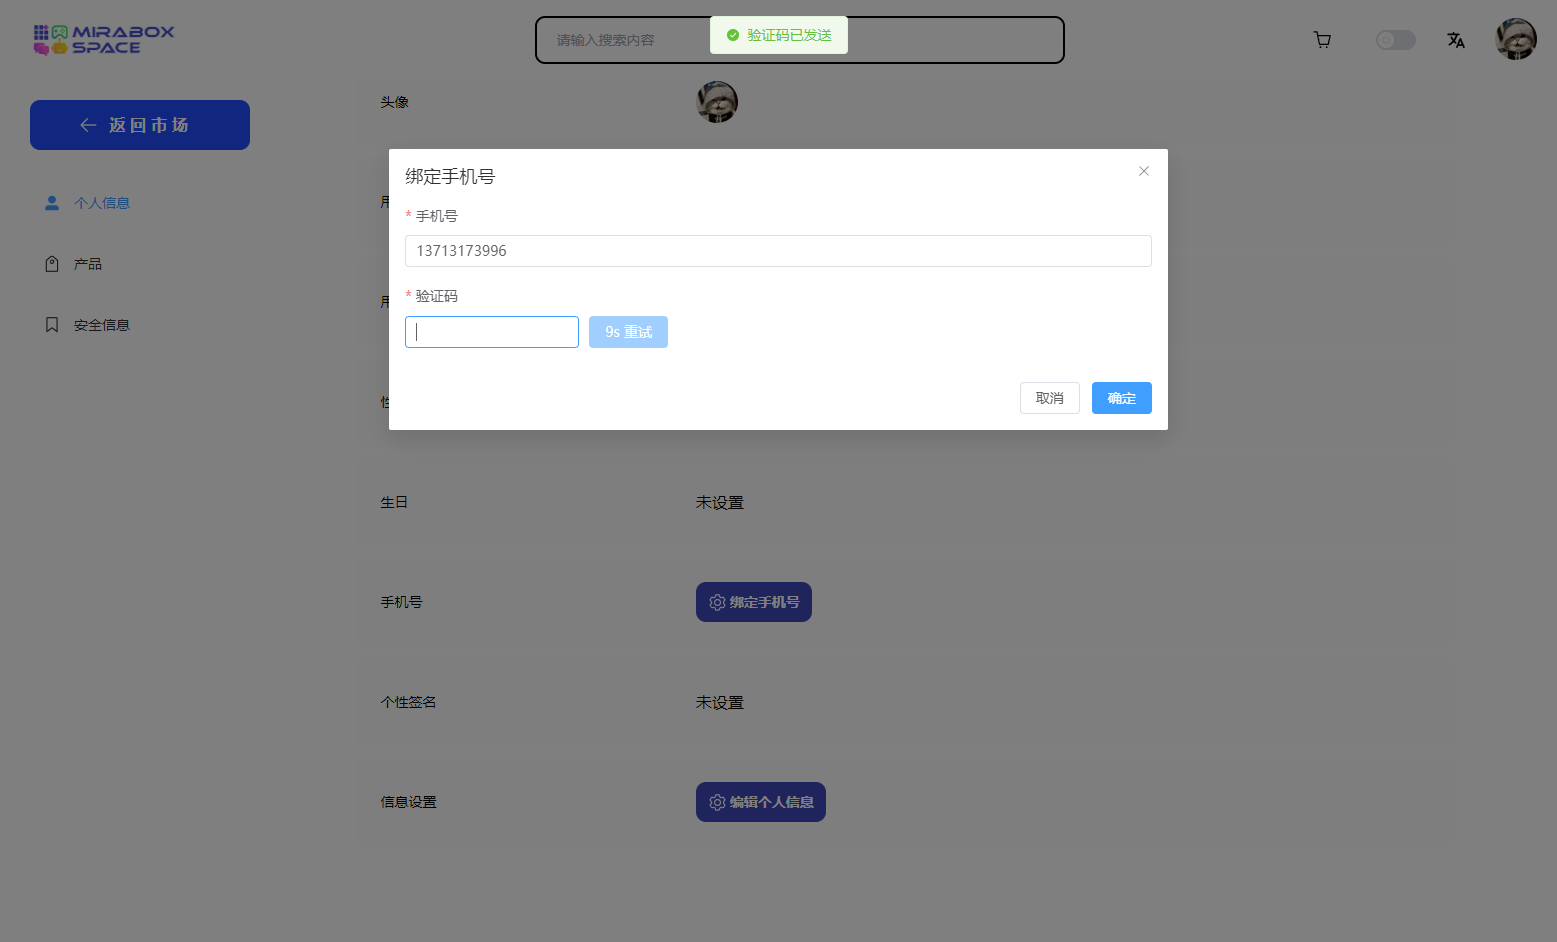 MIRABOX
SPACE
请输入搜索内容
验证码已发送
返回市场
个人信息
产品
安全信息
头像
绑定手机号
* 手机号
13713173996
* 验证码
9s 重试
取消
确定
生日
未设置
手机号
绑定手机号
个性签名
未设置
信息设置
编辑个人信息